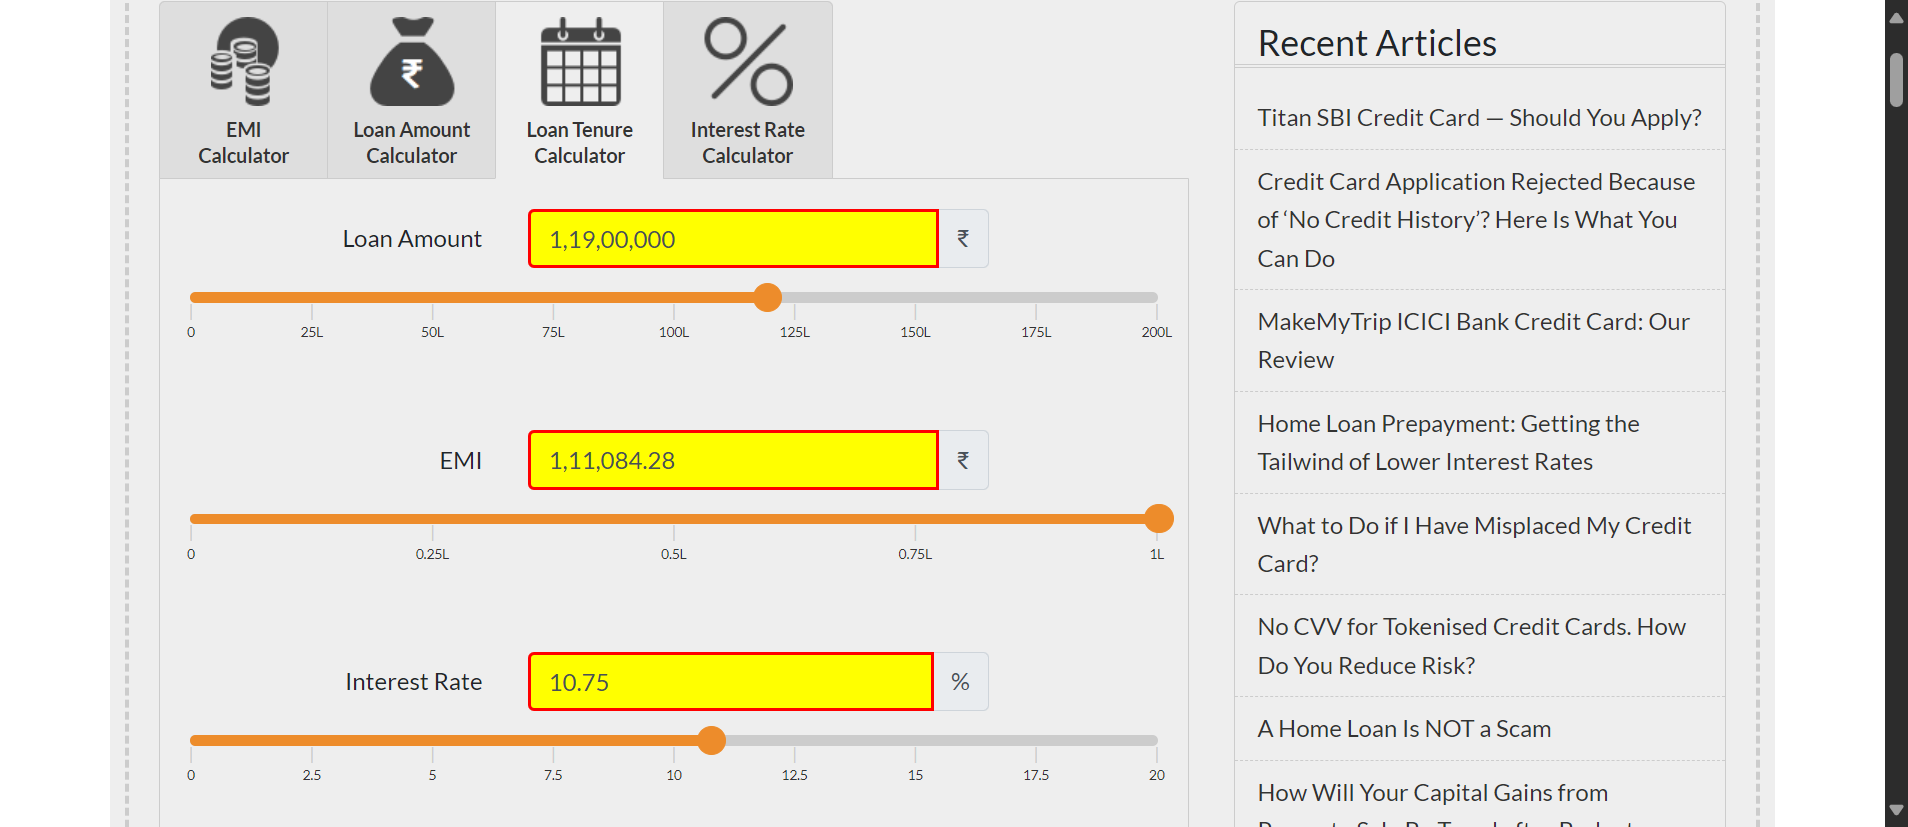 EMI
Calculator
Loan Amount
Calculator
Loan Tenure
Calculator
Interest Rate
Calculator
Loan Amount
1,19,00,000
₹
0 25L 50L 75L 100L 125L 150L 175L 200L
EMI
1,11,084.28
₹
0 0.25L 0.5L 0.75L 1L
Interest Rate
10.75
%
0 2.5 5 7.5 10 12.5 15 17.5 20
Recent Articles
Titan SBI Credit Card — Should You Apply?
Credit Card Application Rejected Because
of ‘No Credit History’? Here Is What You
Can Do
MakeMyTrip ICICI Bank Credit Card: Our
Review
Home Loan Prepayment: Getting the
Tailwind of Lower Interest Rates
What to Do if I Have Misplaced My Credit
Card?
No CVV for Tokenised Credit Cards. How
Do You Reduce Risk?
A Home Loan Is NOT a Scam
How Will Your Capital Gains from